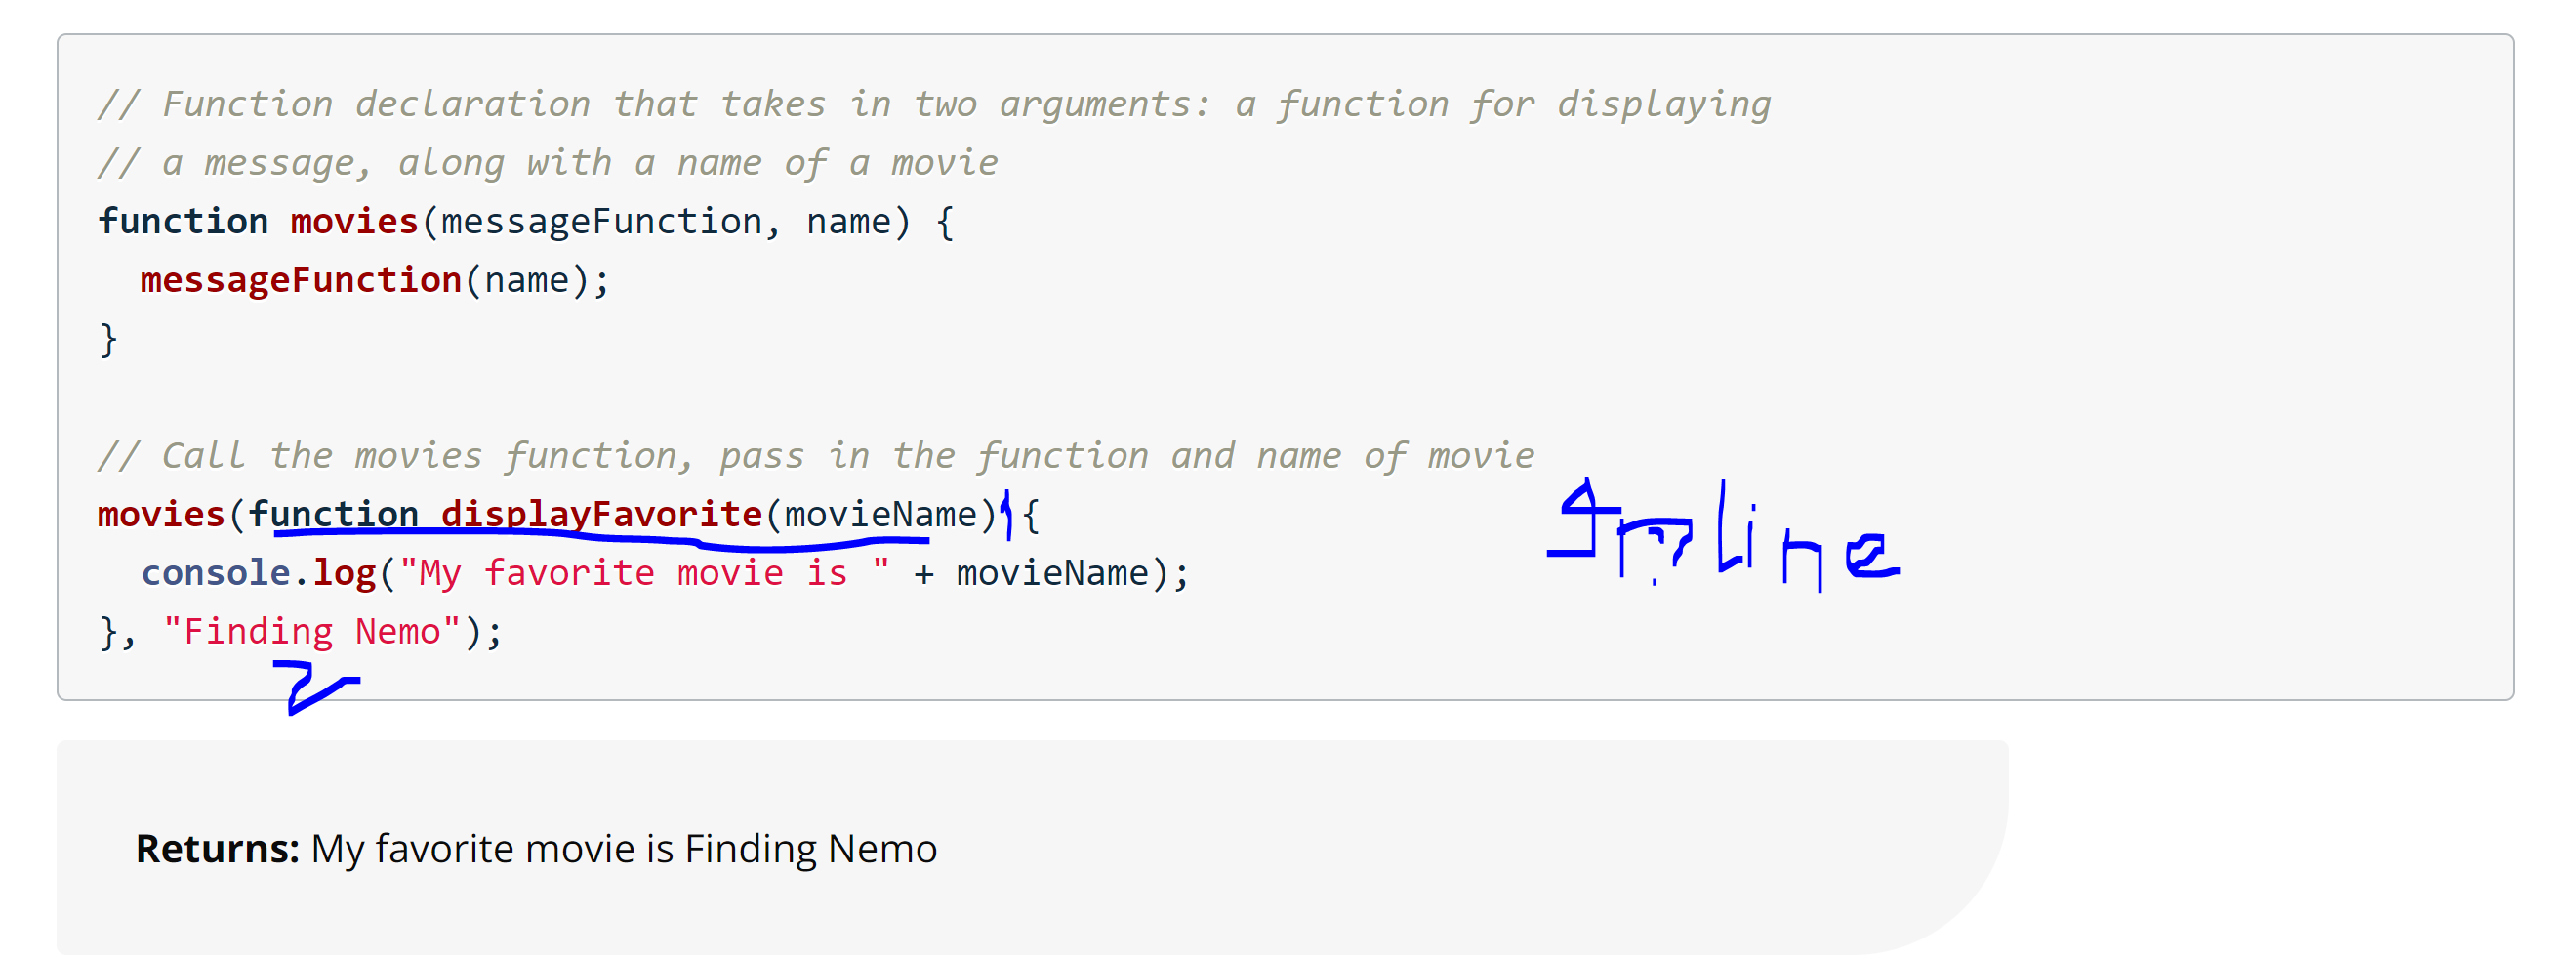 // Function declaration that takes in two arguments: a function for displaying
// a message, along with a name of a movie
function movies(messageFunction, name) {
  messageFunction(name);
}
// Call the movies function, pass in the function and name of movie
movies(function displayFavorite(movieName) 1 {
Inline
  console.log("My favorite movie is " + movieName);
}, "Finding Nemo");
2
Returns: My favorite movie is Finding Nemo